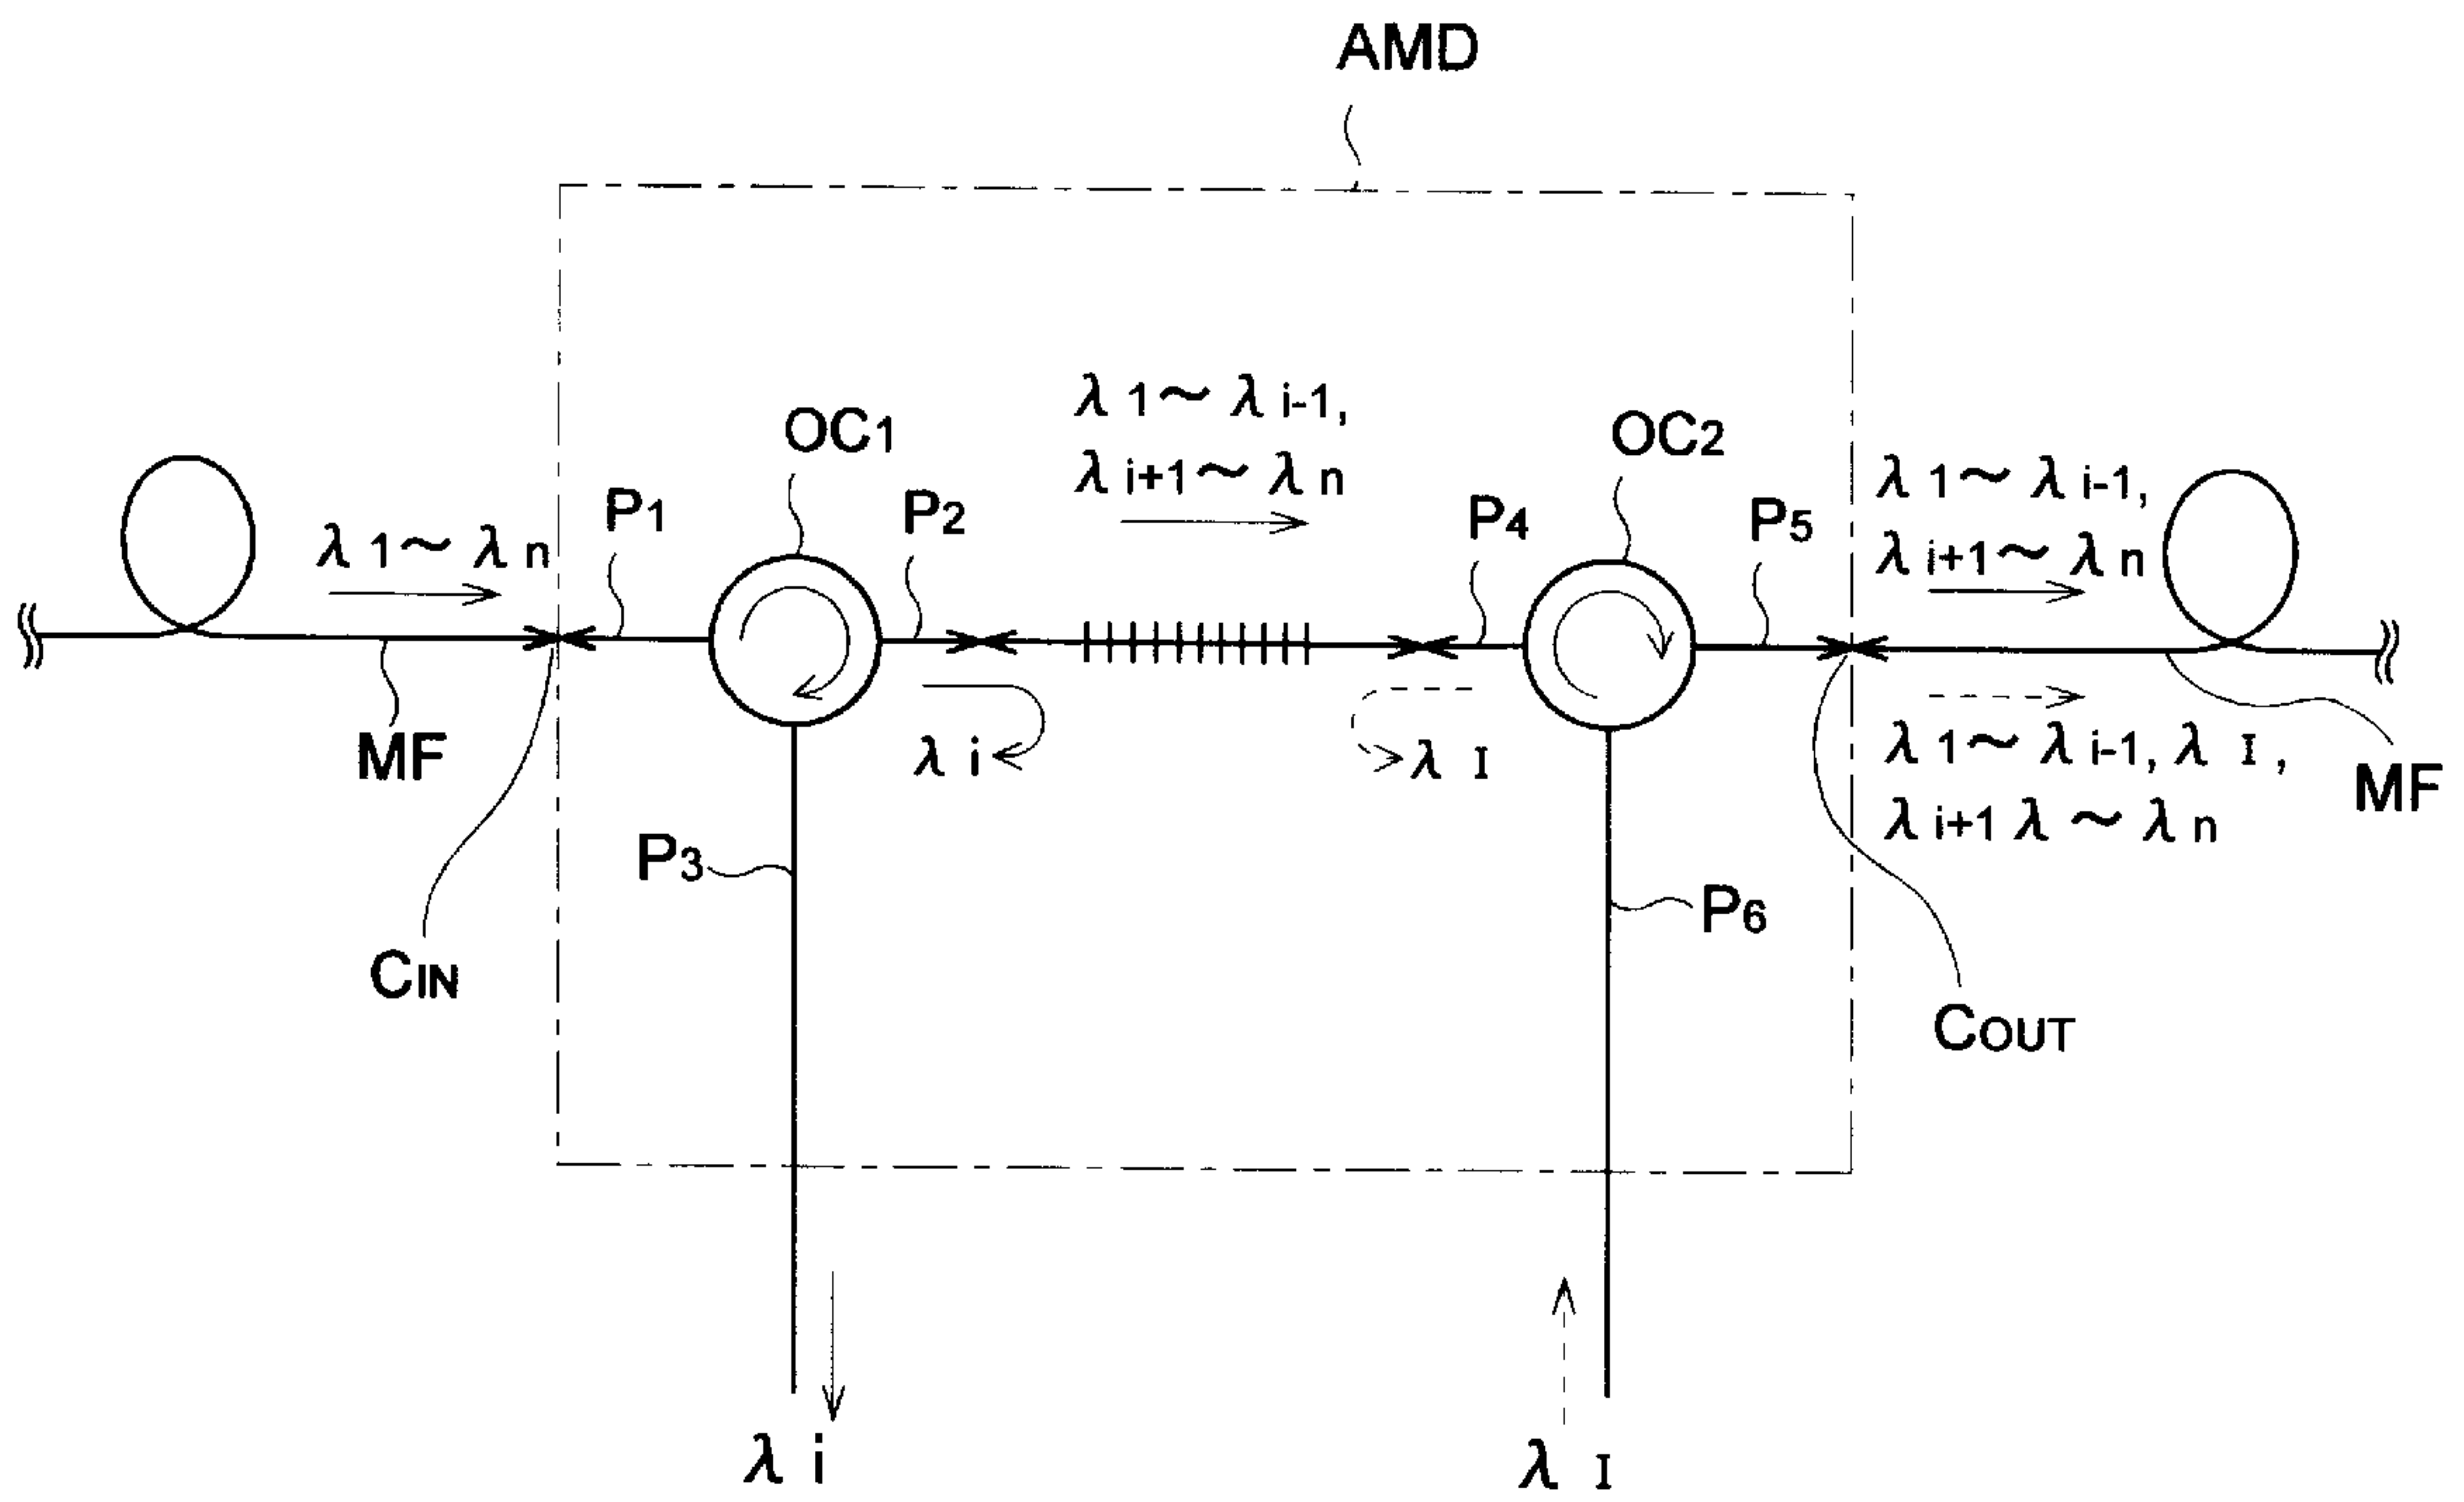 AMD
λ 1～ λ i-1,
λ i+1～ λ n
OC1
OC2
λ 1～ λ i-1,
λ i+1～ λ n
λ 1～ λ n
P1
P2
P4
P5
MF
λ i
λ I
λ 1～ λ i-1, λ I ,
λ i+1 λ ～ λ n
MF
P3
P6
CIN
COUT
λ i
λ I